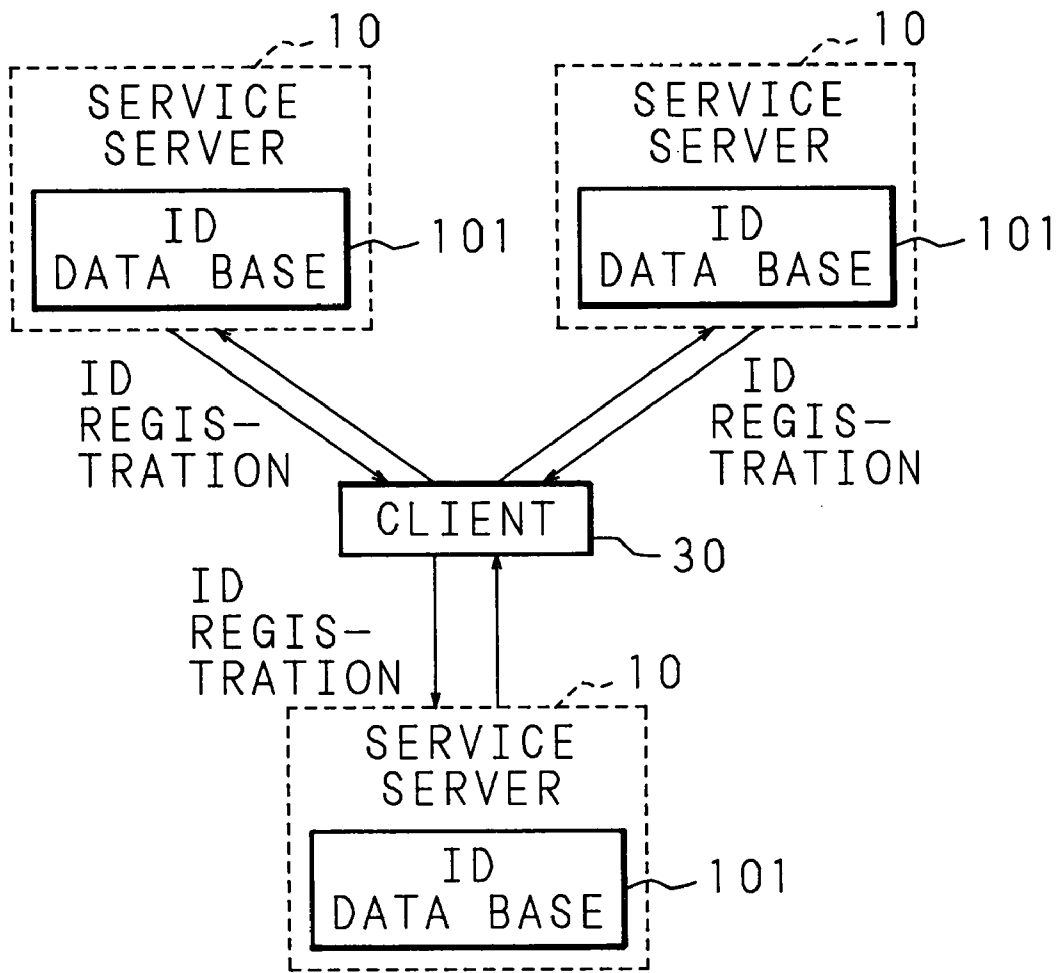 10
SERVICE
SERVER
ID
DATA BASE
101
10
SERVICE
SERVER
ID
DATA BASE
101
ID
REGIS-
TRATION
ID
REGIS-
TRATION
CLIENT
30
ID
REGIS-
TRATION
10
SERVICE
SERVER
ID
DATA BASE
101